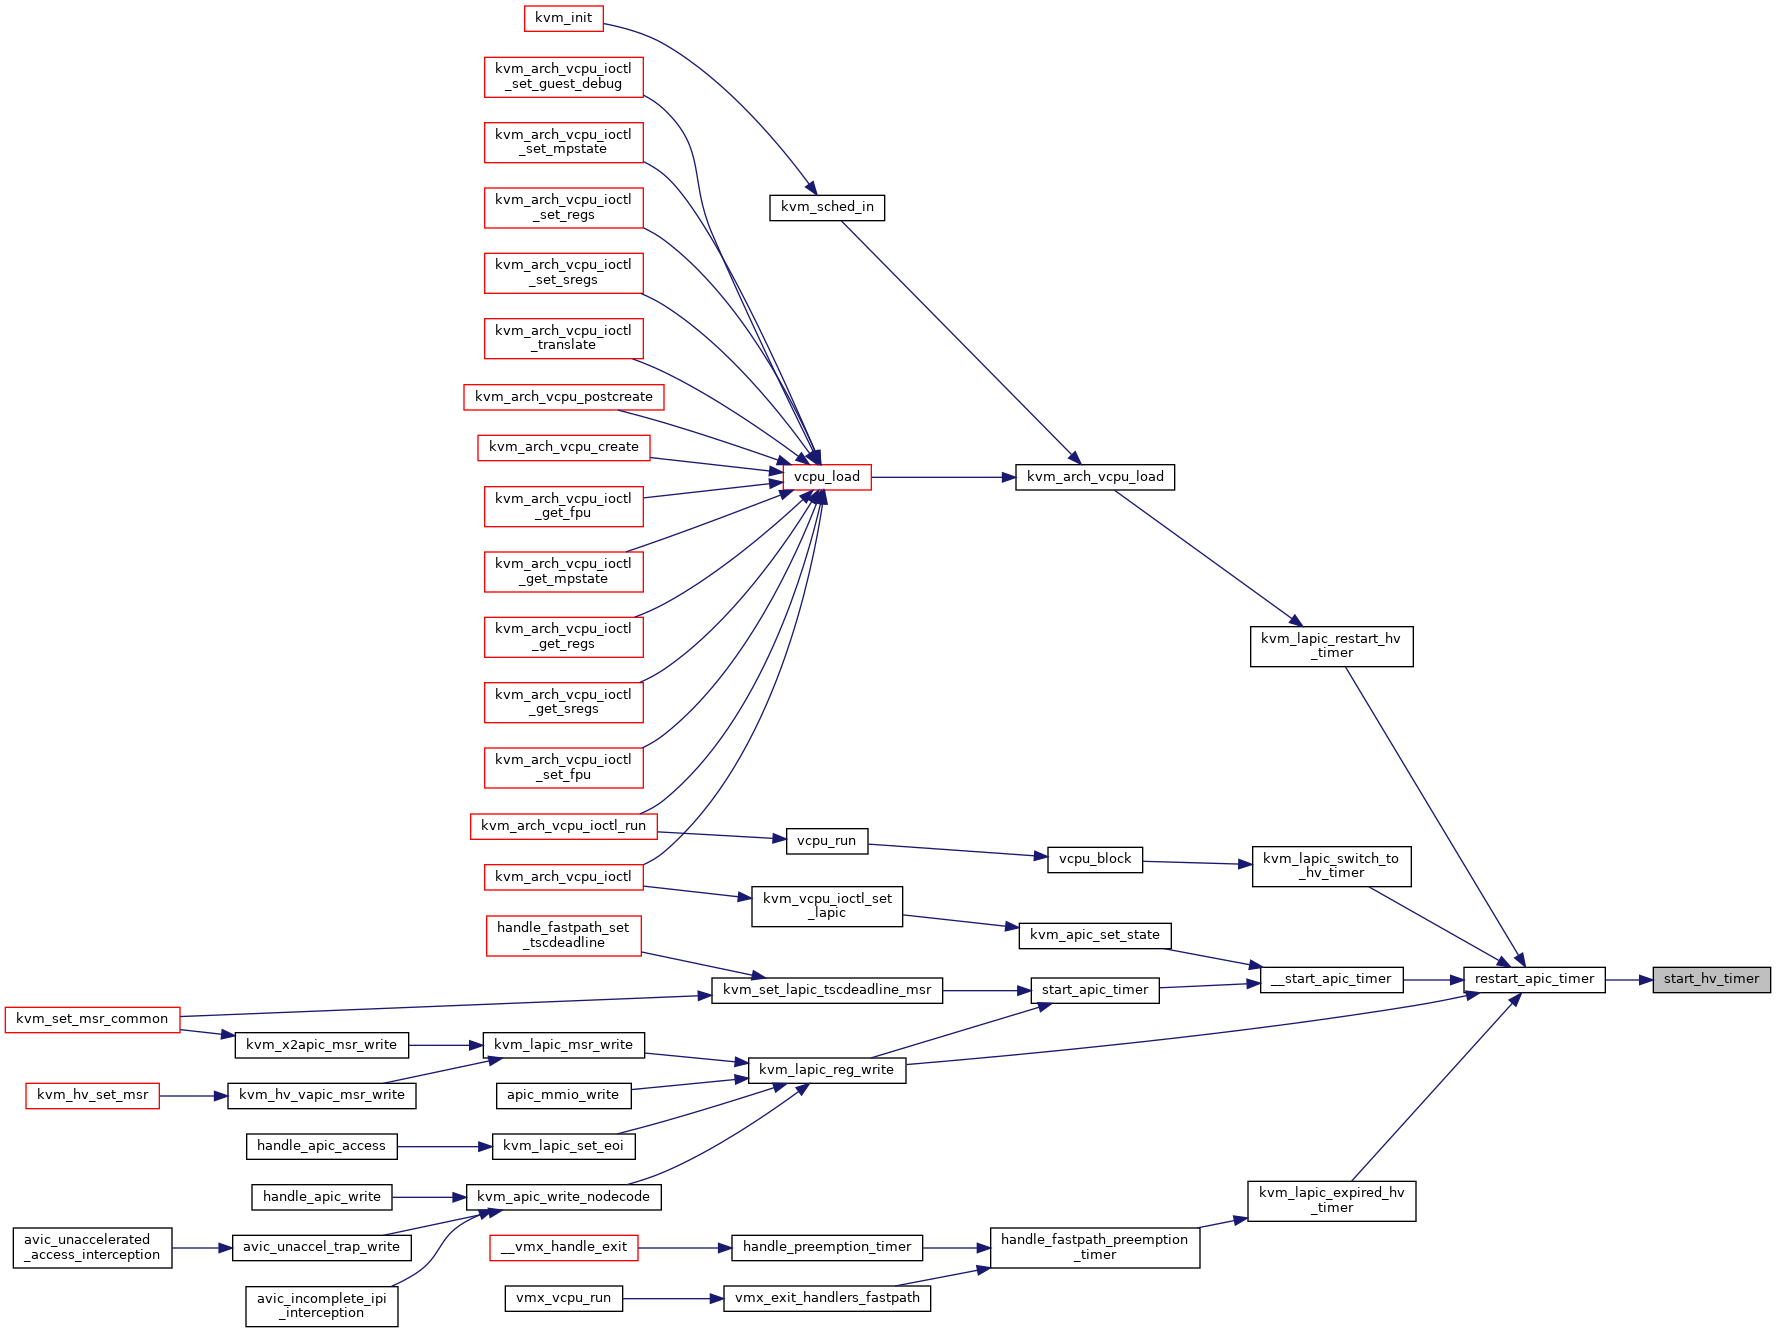 kvm_init
kvm_arch_vcpu_ioctl
_set_guest_debug
kvm_arch_vcpu_ioctl
_set_mpstate
kvm_arch_vcpu_ioctl
_set_regs
kvm_sched_in
kvm_arch_vcpu_ioctl
_set_sregs
kvm_arch_vcpu_ioctl
_translate
kvm_arch_vcpu_postcreate
kvm_arch_vcpu_create
vcpu_load
kvm_arch_vcpu_load
kvm_arch_vcpu_ioctl
_get_fpu
kvm_arch_vcpu_ioctl
_get_mpstate
kvm_arch_vcpu_ioctl
_get_regs
kvm_lapic_restart_hv
_timer
kvm_arch_vcpu_ioctl
_get_sregs
kvm_arch_vcpu_ioctl
_set_fpu
kvm_arch_vcpu_ioctl_run
vcpu_run
vcpu_block
kvm_lapic_switch_to
_hv_timer
kvm_arch_vcpu_ioctl
kvm_vcpu_ioctl_set
_lapic
handle_fastpath_set
_tscdeadline
kvm_apic_set_state
kvm_set_lapic_tscdeadline_msr
start_apic_timer
__start_apic_timer
restart_apic_timer
start_hv_timer
kvm_set_msr_common
kvm_x2apic_msr_write
kvm_lapic_msr_write
kvm_lapic_reg_write
kvm_hv_set_msr
kvm_hv_vapic_msr_write
apic_mmio_write
handle_apic_access
kvm_lapic_set_eoi
handle_apic_write
kvm_apic_write_nodecode
kvm_lapic_expired_hv
_timer
avic_unaccelerated
_access_interception
avic_unaccel_trap_write
__vmx_handle_exit
handle_preemption_timer
handle_fastpath_preemption
_timer
avic_incomplete_ipi
_interception
vmx_vcpu_run
vmx_exit_handlers_fastpath